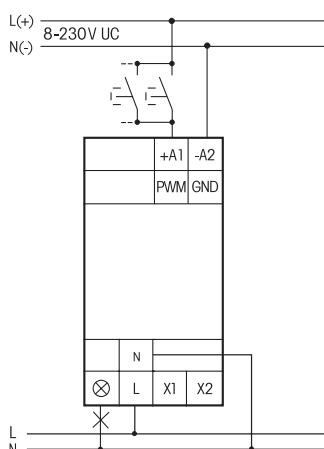 L(+)
8-230V UC
N(-)
+A1 -A2
PWM GND
N
L X1 X2
L
N